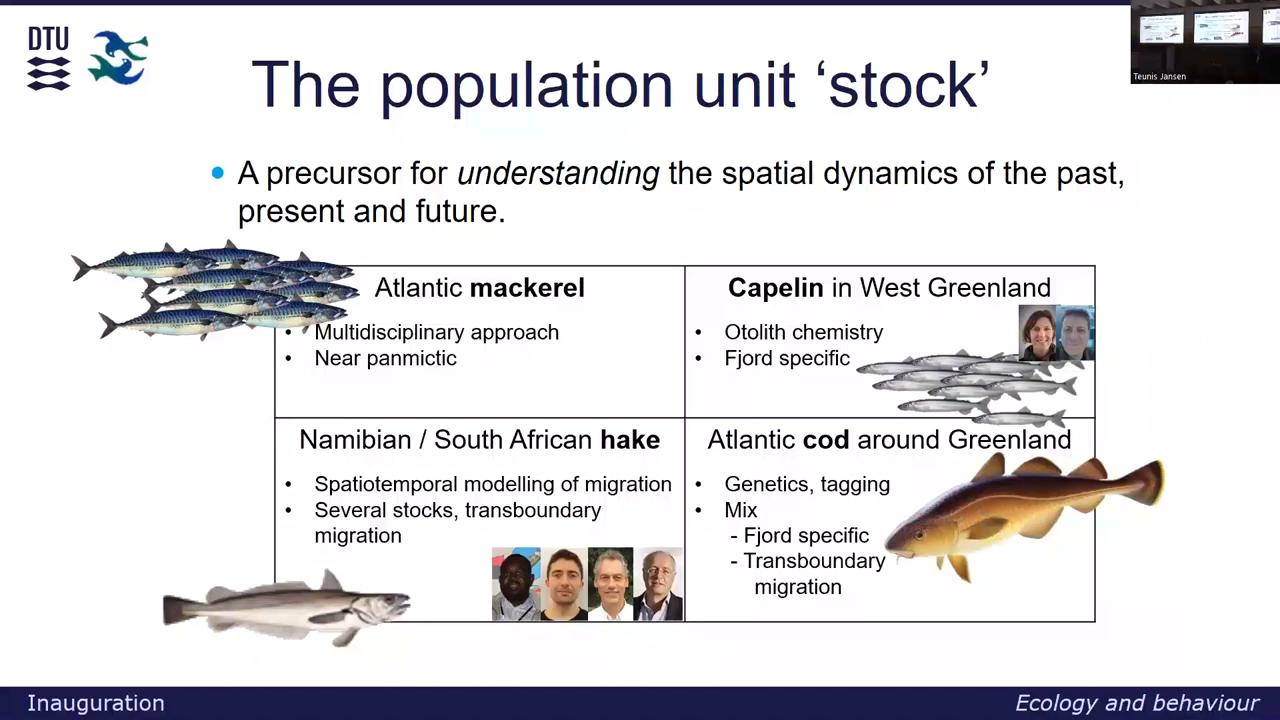 DTU
Teunis Jansen
The population unit ‘stock’
• A precursor for understanding the spatial dynamics of the past,
present and future.
Atlantic mackerel
• Multidisciplinary approach
• Near panmictic
Capelin in West Greenland
• Otolith chemistry
• Fjord specific
Namibian / South African hake
• Spatiotemporal modelling of migration
• Several stocks, transboundary
migration
Atlantic cod around Greenland
• Genetics, tagging
• Mix
- Fjord specific
- Transboundary
migration
Inauguration
Ecology and behaviour